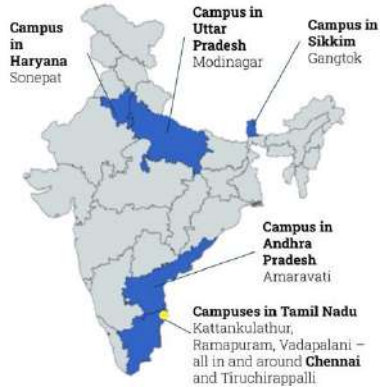 Campus
in
Haryana
Sonepat
Campus in
Uttar
Pradesh
Modinagar
Campus in
Sikkim
Gangtok
Campus in
Andhra
Pradesh
Amaravati
Campuses in Tamil Nadu
Kattankulathur,
Ramapuram, Vadapalani –
all in and around Chennai
and Tiruchirappalli